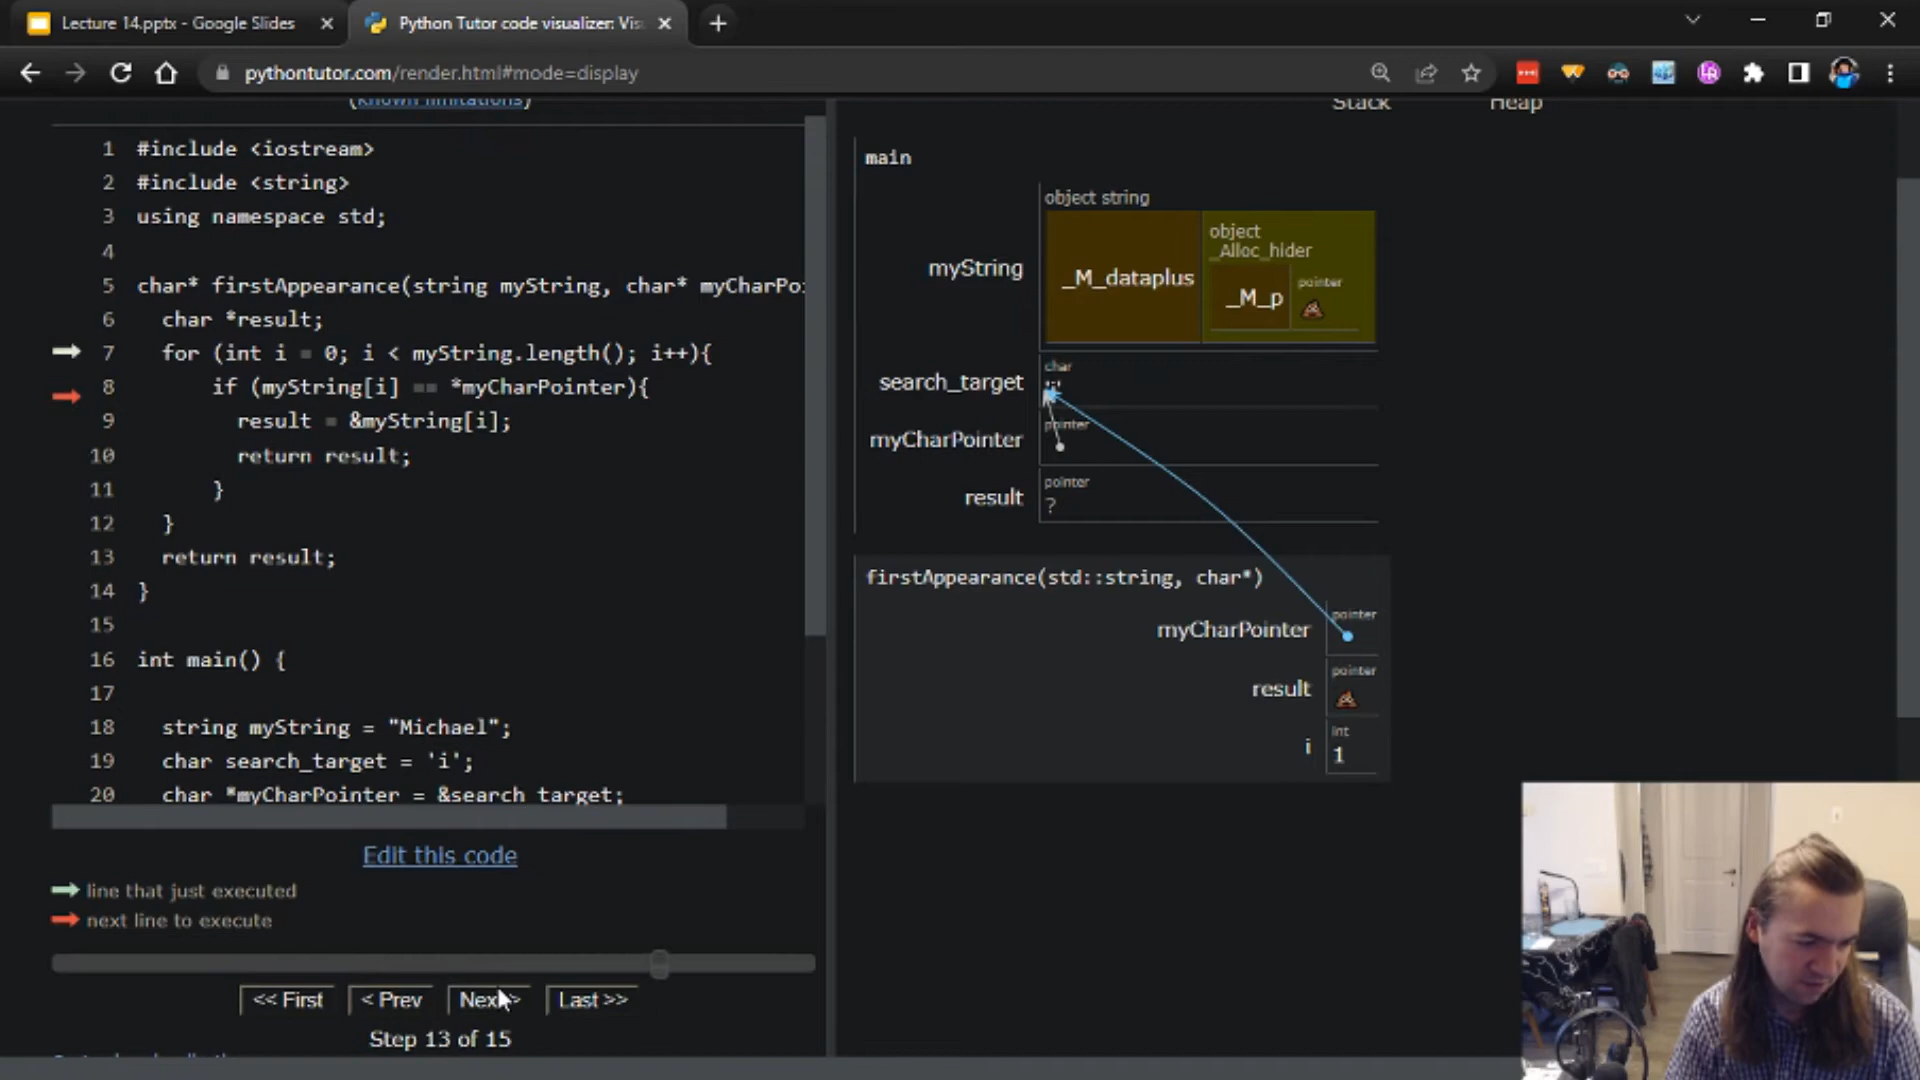 Lecture 14.pptx - Google Slides
Python Tutor code visualizer: Vis
pythontutor.com/render.html#mode=display
(known limitations)
1 #include <iostream>
2 #include <string>
3 using namespace std;
4
5 char* firstAppearance(string myString, char* myCharPo
6 char *result;
7 for (int i = 0; i < myString.length(); i++){
8 if (myString[i] == *myCharPointer){
9 result = &myString[i];
10 return result;
11 }
12 }
13 return result;
14 }
15
16 int main() {
17
18 string myString = "Michael";
19 char search_target = 'i';
20 char *myCharPointer = &search_target;
Edit this code
line that just executed
next line to execute
<< First < Prev Next > Last >>
Step 13 of 15
Stack Heap
main
object string
myString
_M_dataplus
object
_Alloc_hider
_M_p
pointer
search_target
char
myCharPointer
pointer
result
pointer
?
firstAppearance(std::string, char*)
myCharPointer
pointer
result
pointer
i
int
1